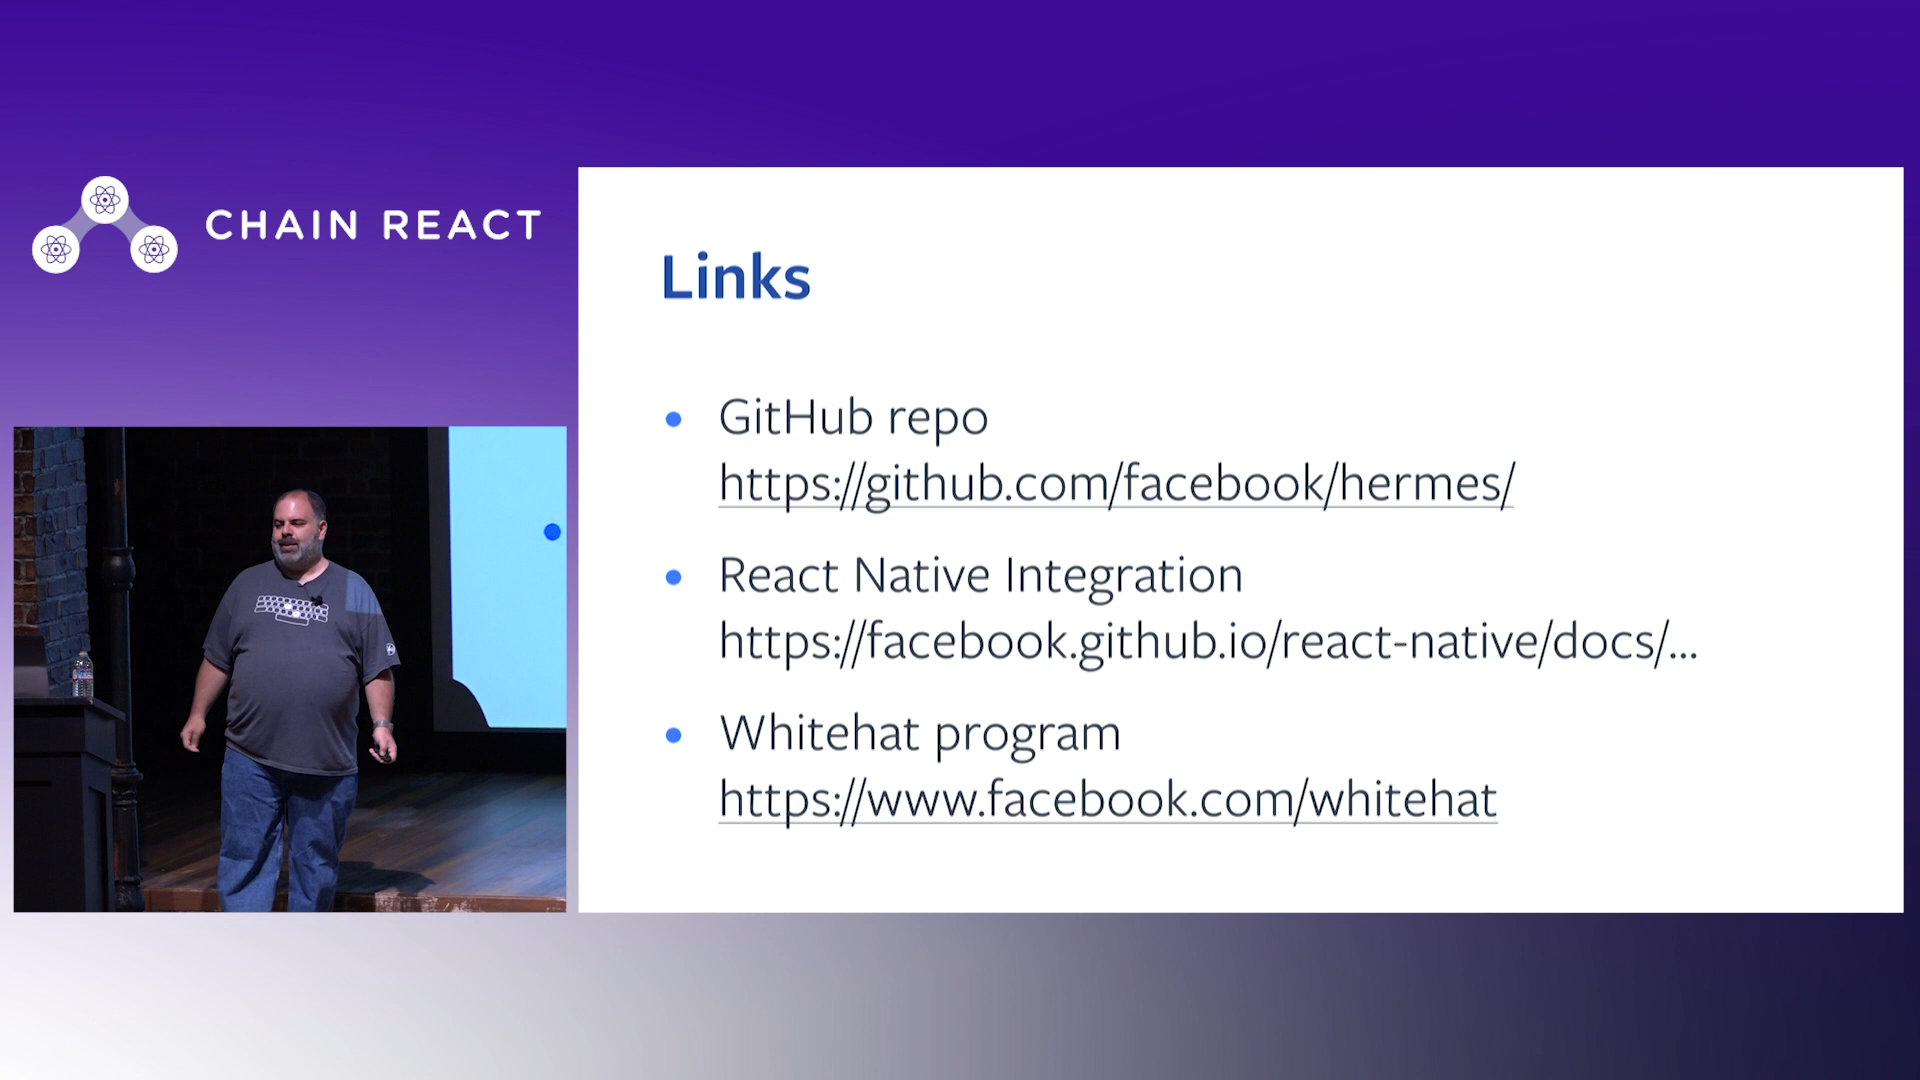 CHAIN REACT
Links
GitHub repo
https://github.com/facebook/hermes/
React Native Integration
https://facebook.github.io/react-native/docs/...
Whitehat program
https://www.facebook.com/whitehat